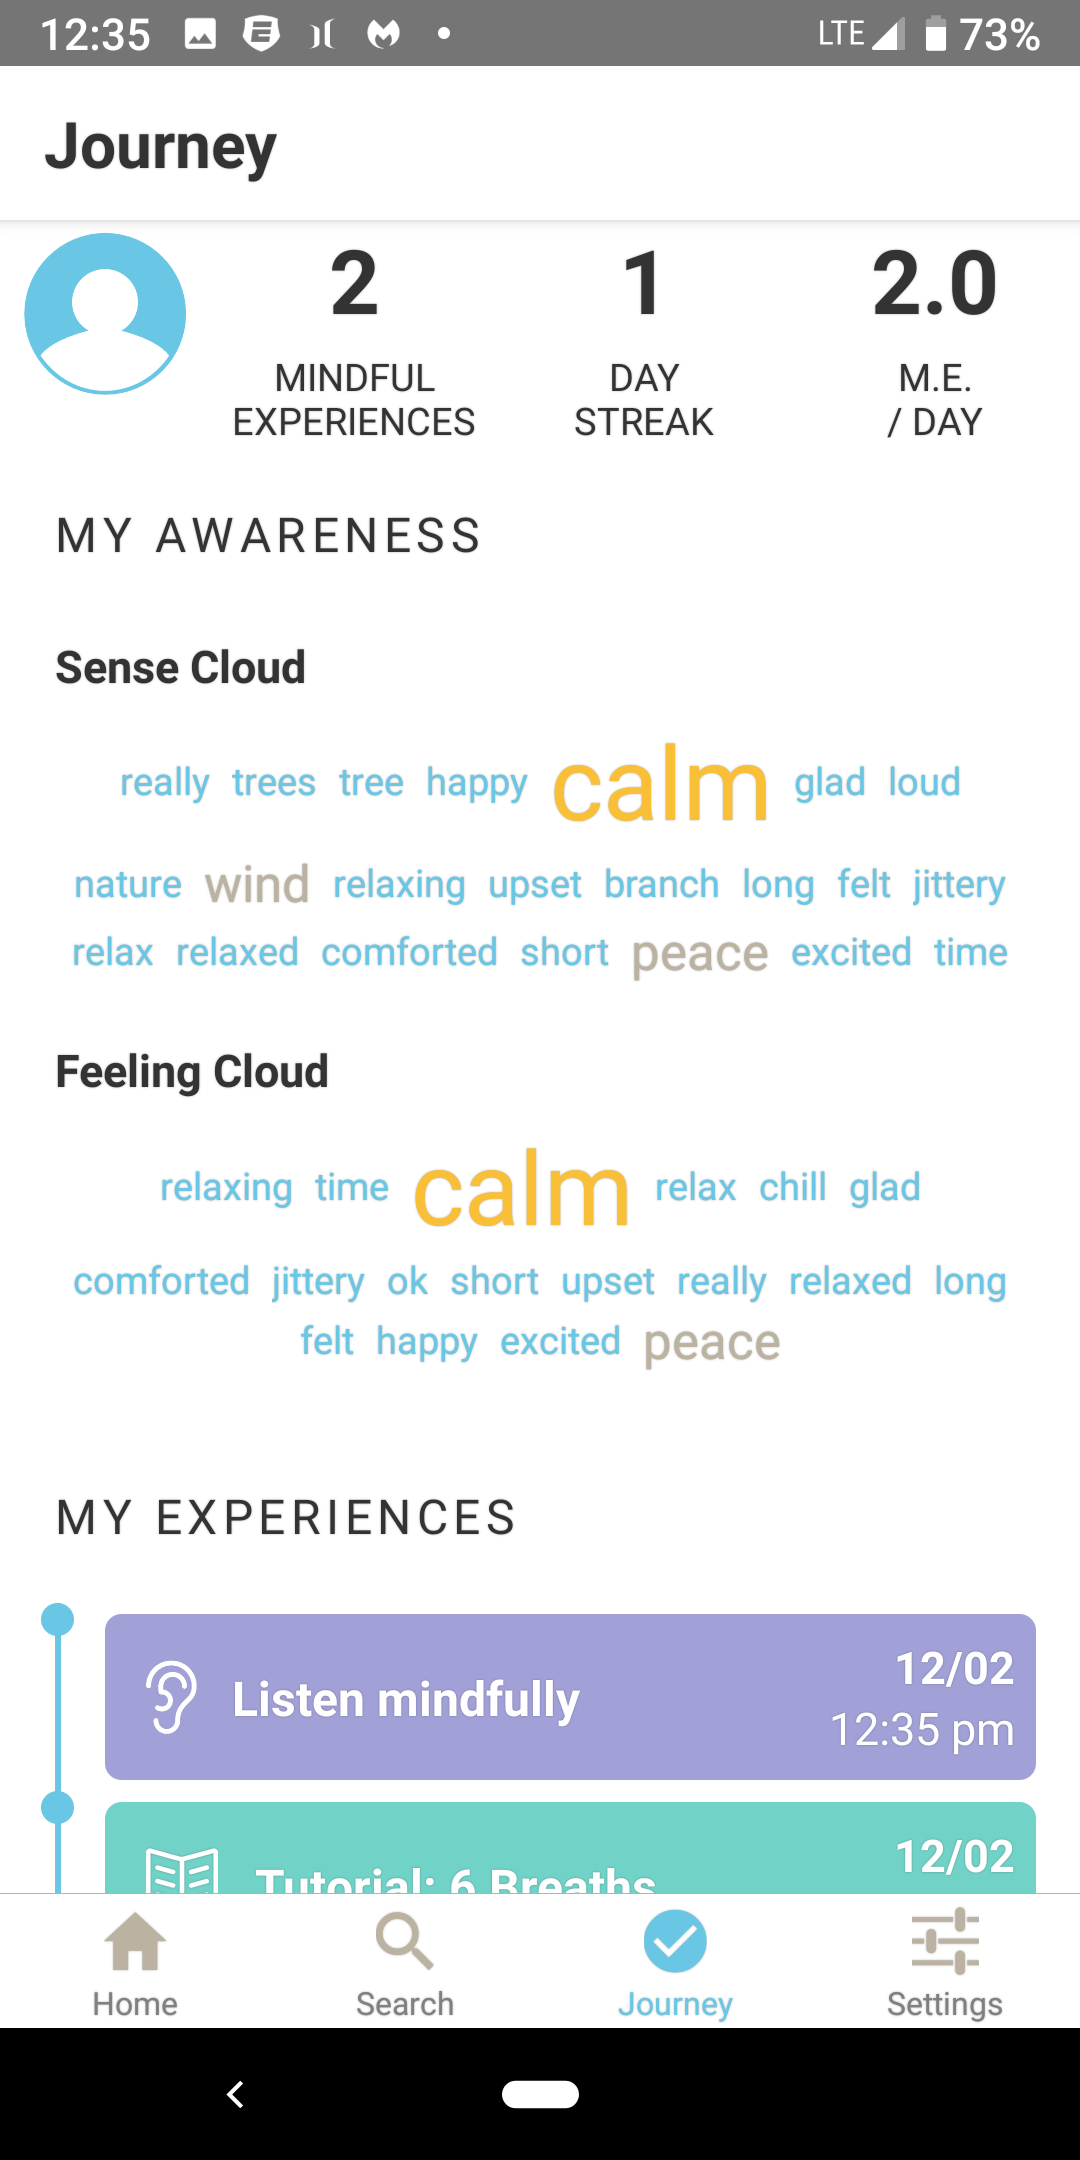 12:35 LTE 73%
Journey
2 1 2.0
MINDFUL DAY M.E.
EXPERIENCES STREAK / DAY
MY AWARENESS
Sense Cloud
really trees tree happy calm glad loud
nature wind relaxing upset branch long felt jittery
relax relaxed comforted short peace excited time
Feeling Cloud
relaxing time calm relax chill glad
comforted jittery ok short upset really relaxed long
felt happy excited peace
MY EXPERIENCES
12/02
Listen mindfully
12:35 pm
12/02
Tutorial: 6 Breaths
Home Search Journey Settings